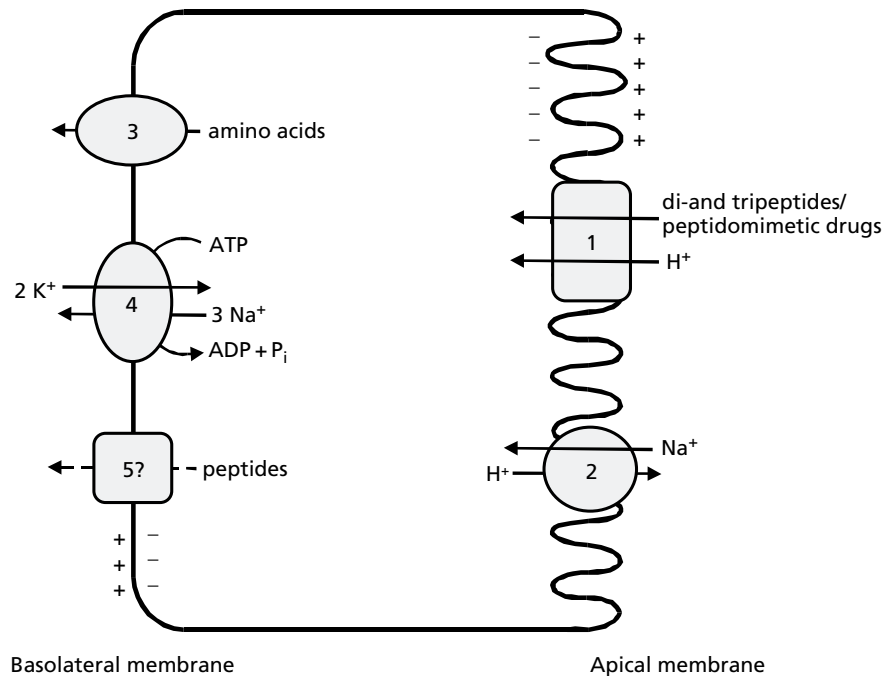 3
amino acids
ATP
2 K⁺
4
3 Na⁺
ADP + Pᵢ
5?
peptides
− +
− +
− +
− +
− +
di-and tripeptides/
peptidomimetic drugs
1
H⁺
Na⁺
H⁺
2
+ −
+ −
+ −
Basolateral membrane
Apical membrane